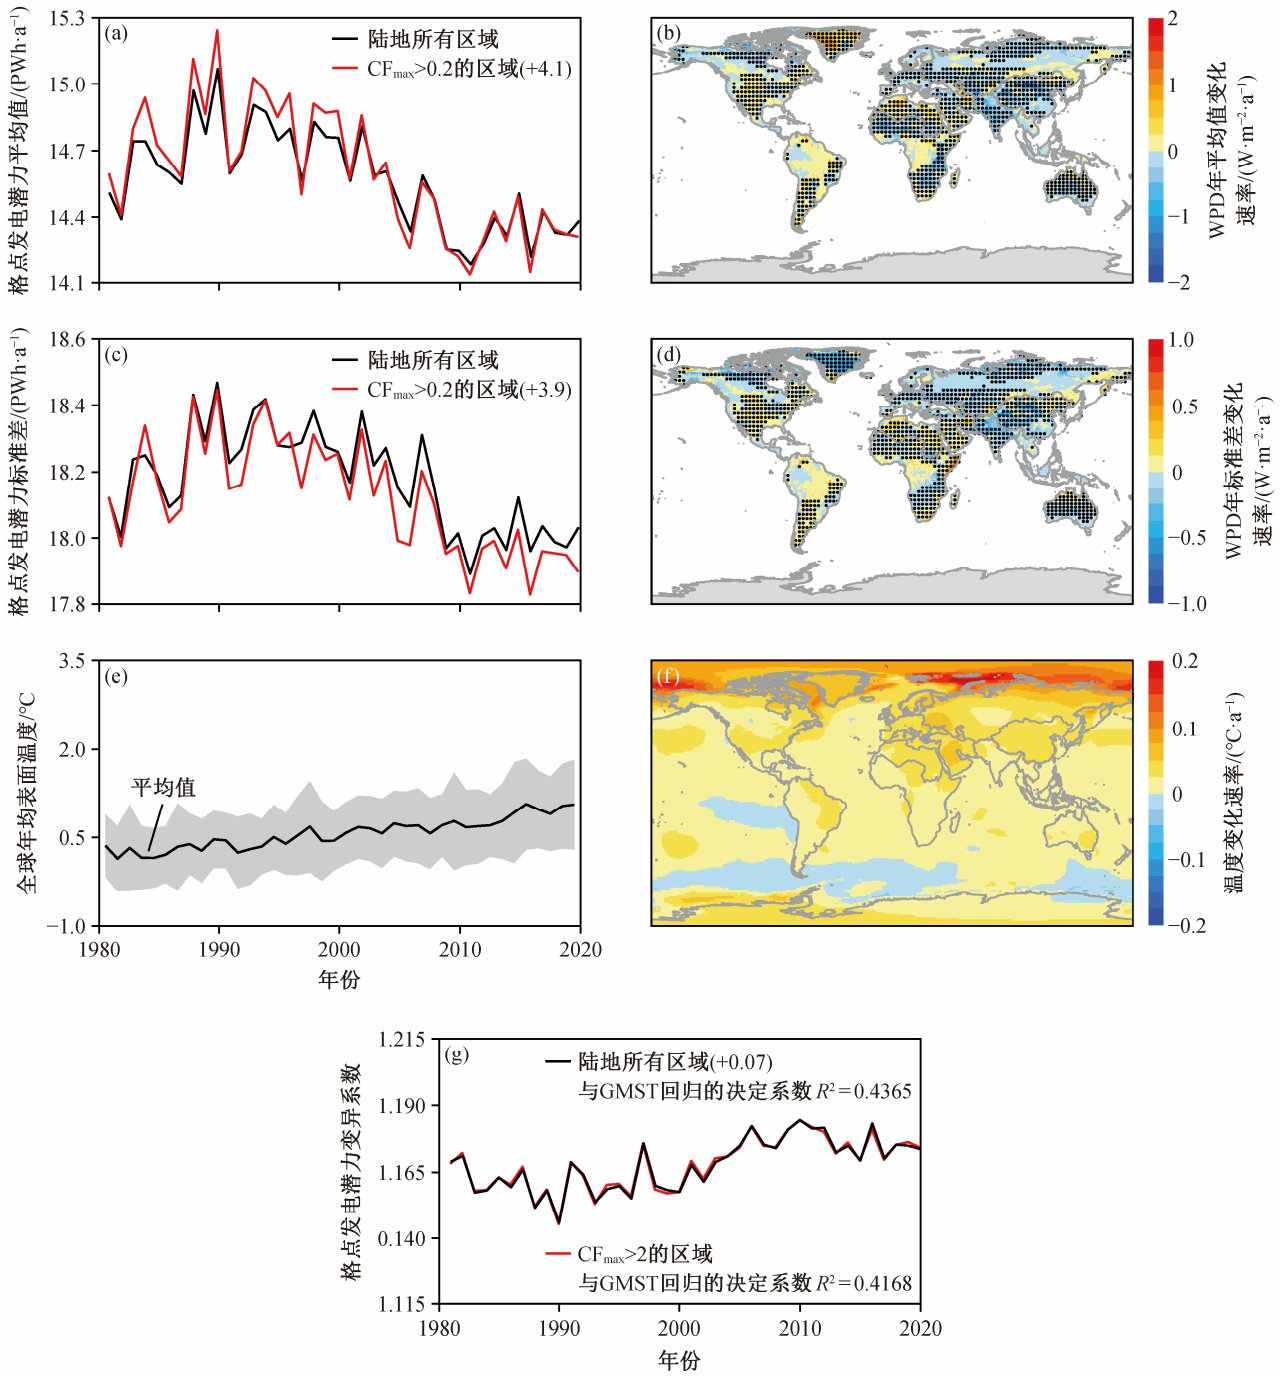 格点发电潜力平均值/(PWh·a⁻¹)
15.3
15.0
14.7
14.4
14.1
(a)
陆地所有区域
CFmax>0.2的区域(+4.1)
(b)
2
1
0
−1
−2
WPD年平均值变化
速率/(W·m⁻²·a⁻¹)
格点发电潜力标准差/(PWh·a⁻¹)
18.6
18.4
18.2
18.0
17.8
(c)
陆地所有区域
CFmax>0.2的区域(+3.9)
(d)
1.0
0.5
0
−0.5
−1.0
WPD年标准差变化
速率/(W·m⁻²·a⁻¹)
全球年均表面温度/°C
3.5
2.0
0.5
−1.0
(e)
平均值
1980
1990
2000
2010
2020
年份
(f)
0.2
0.1
0
−0.1
−0.2
温度变化速率/(°C·a⁻¹)
格点发电潜力变异系数
1.215
1.190
1.165
0.140
1.115
(g)
陆地所有区域(+0.07)
与GMST回归的决定系数 R²=0.4365
CFmax>2的区域
与GMST回归的决定系数 R²=0.4168
1980
1990
2000
2010
2020
年份